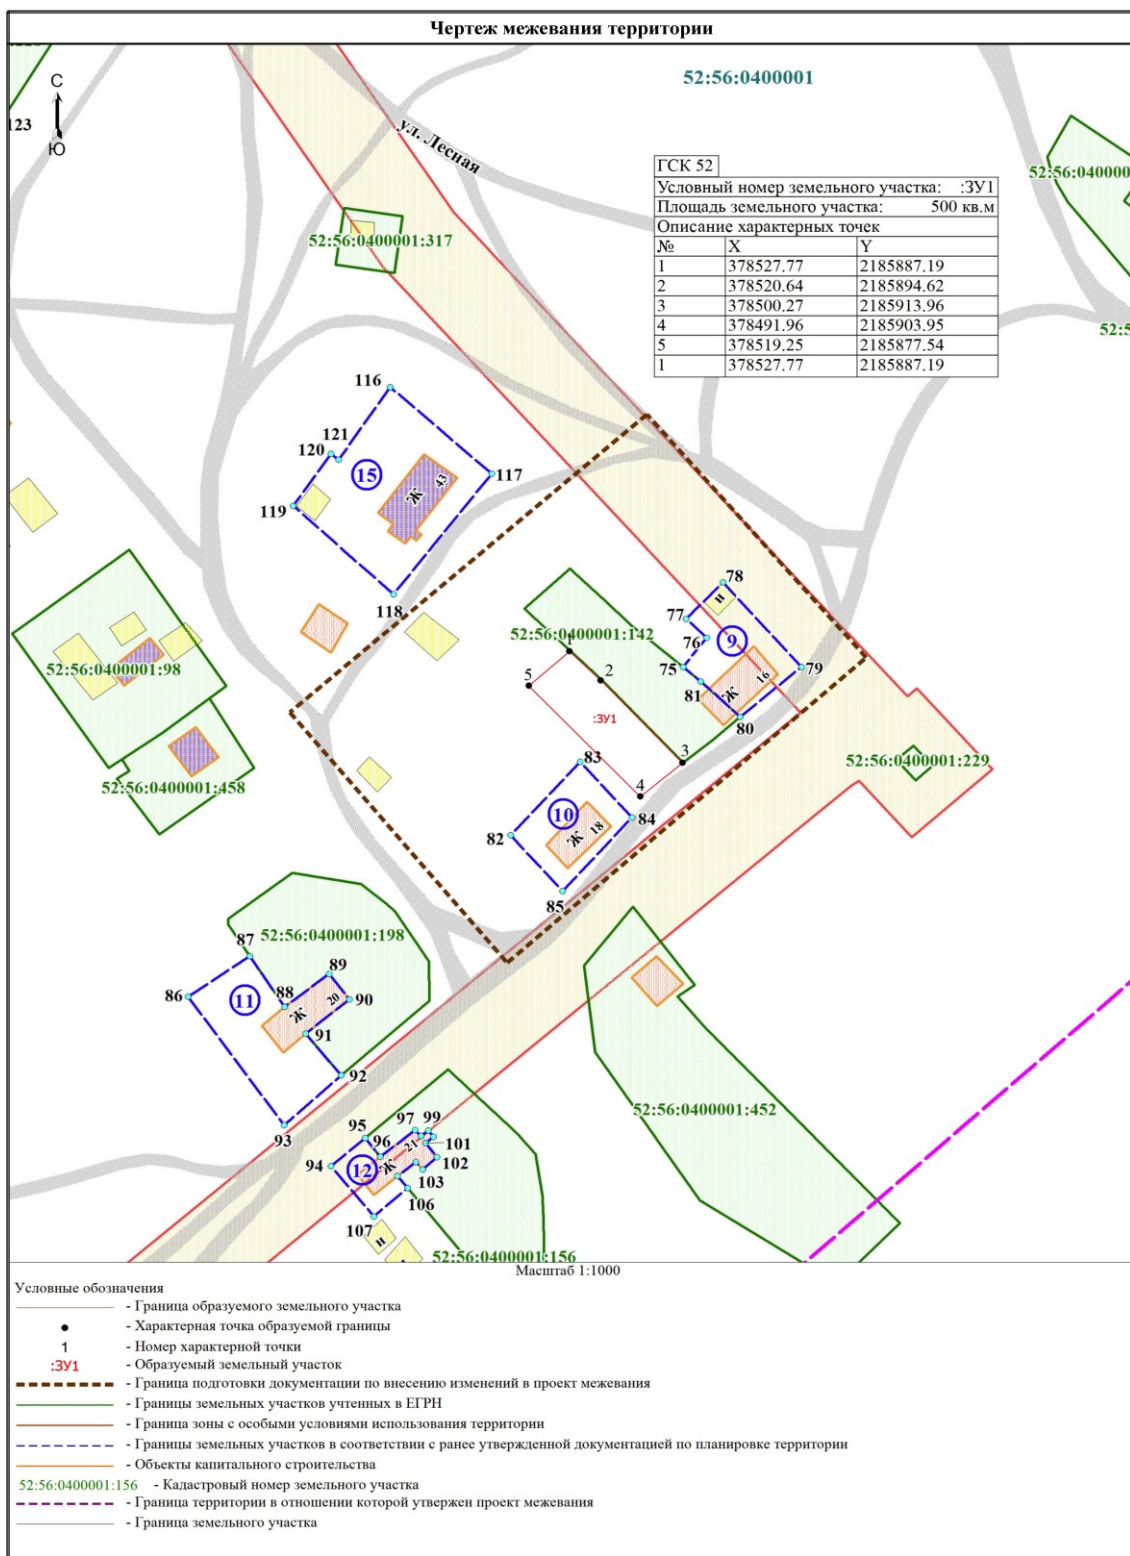 Чертеж межевания территории
52:56:0400001
С
Ю
123
ул. Лесная
ГСК 52
Условный номер земельного участка: :ЗУ1
Площадь земельного участка: 500 кв.м
Описание характерных точек
№ X Y
1 378527.77 2185887.19
2 378520.64 2185894.62
3 378500.27 2185913.96
4 378491.96 2185903.95
5 378519.25 2185877.54
1 378527.77 2185887.19
52:56:040000
52:56:0400001:317
52:5
116
121
120
15
117
43
Ж
119
118
78
н
77
52:56:0400001:142
76
9
1
75
79
5
2
81
16
Ж
:ЗУ1
80
52:56:0400001:98
3
83
52:56:0400001:229
4
52:56:0400001:458
10
84
82
18
Ж
85
87
52:56:0400001:198
89
86
11
88
20
90
Ж
91
92
93
52:56:0400001:452
95
97
99
96
21
101
94
12
Ж
102
103
106
107
н
52:56:0400001:156
Масштаб 1:1000
Условные обозначения
- Граница образуемого земельного участка
- Характерная точка образуемой границы
1 - Номер характерной точки
:ЗУ1 - Образуемый земельный участок
- Граница подготовки документации по внесению изменений в проект межевания
- Границы земельных участков учтенных в ЕГРН
- Граница зоны с особыми условиями использования территории
- Границы земельных участков в соответствии с ранее утвержденной документацией по планировке территории
- Объекты капитального строительства
52:56:0400001:156 - Кадастровый номер земельного участка
- Граница территории в отношении которой утвержен проект межевания
- Граница земельного участка